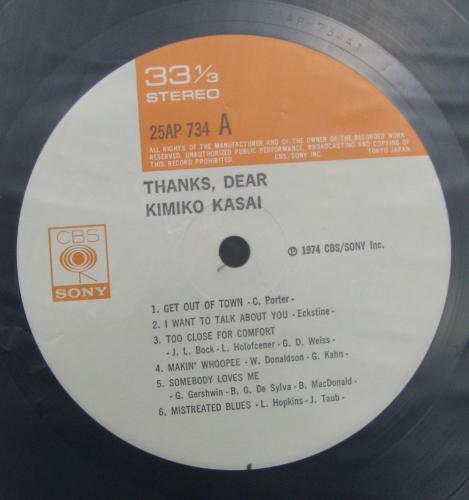 AP 734A1
33 1/3
STEREO
25AP 734 A
ALL RIGHTS OF THE MANUFACTURER AND OF THE OWNER OF THE RECORDED WORK
RESERVED. UNAUTHORIZED PUBLIC PERFORMANCE, BROADCASTING AND COPYING OF
THIS RECORD PROHIBITED. CBS/SONY INC. TOKYO JAPAN
THANKS, DEAR
KIMIKO KASAI
CBS
SONY
℗ 1974 CBS/SONY Inc.
1. GET OUT OF TOWN - C. Porter -
2. I WANT TO TALK ABOUT YOU - Eckstine -
3. TOO CLOSE FOR COMFORT
- J. L. Bock - L. Holofcener - G. D. Weiss -
4. MAKIN' WHOOPEE - W. Donaldson - G. Kahn -
5. SOMEBODY LOVES ME
- G. Gershwin - B. G. De Sylva - B. MacDonald -
6. MISTREATED BLUES - L. Hopkins - J. Taub -